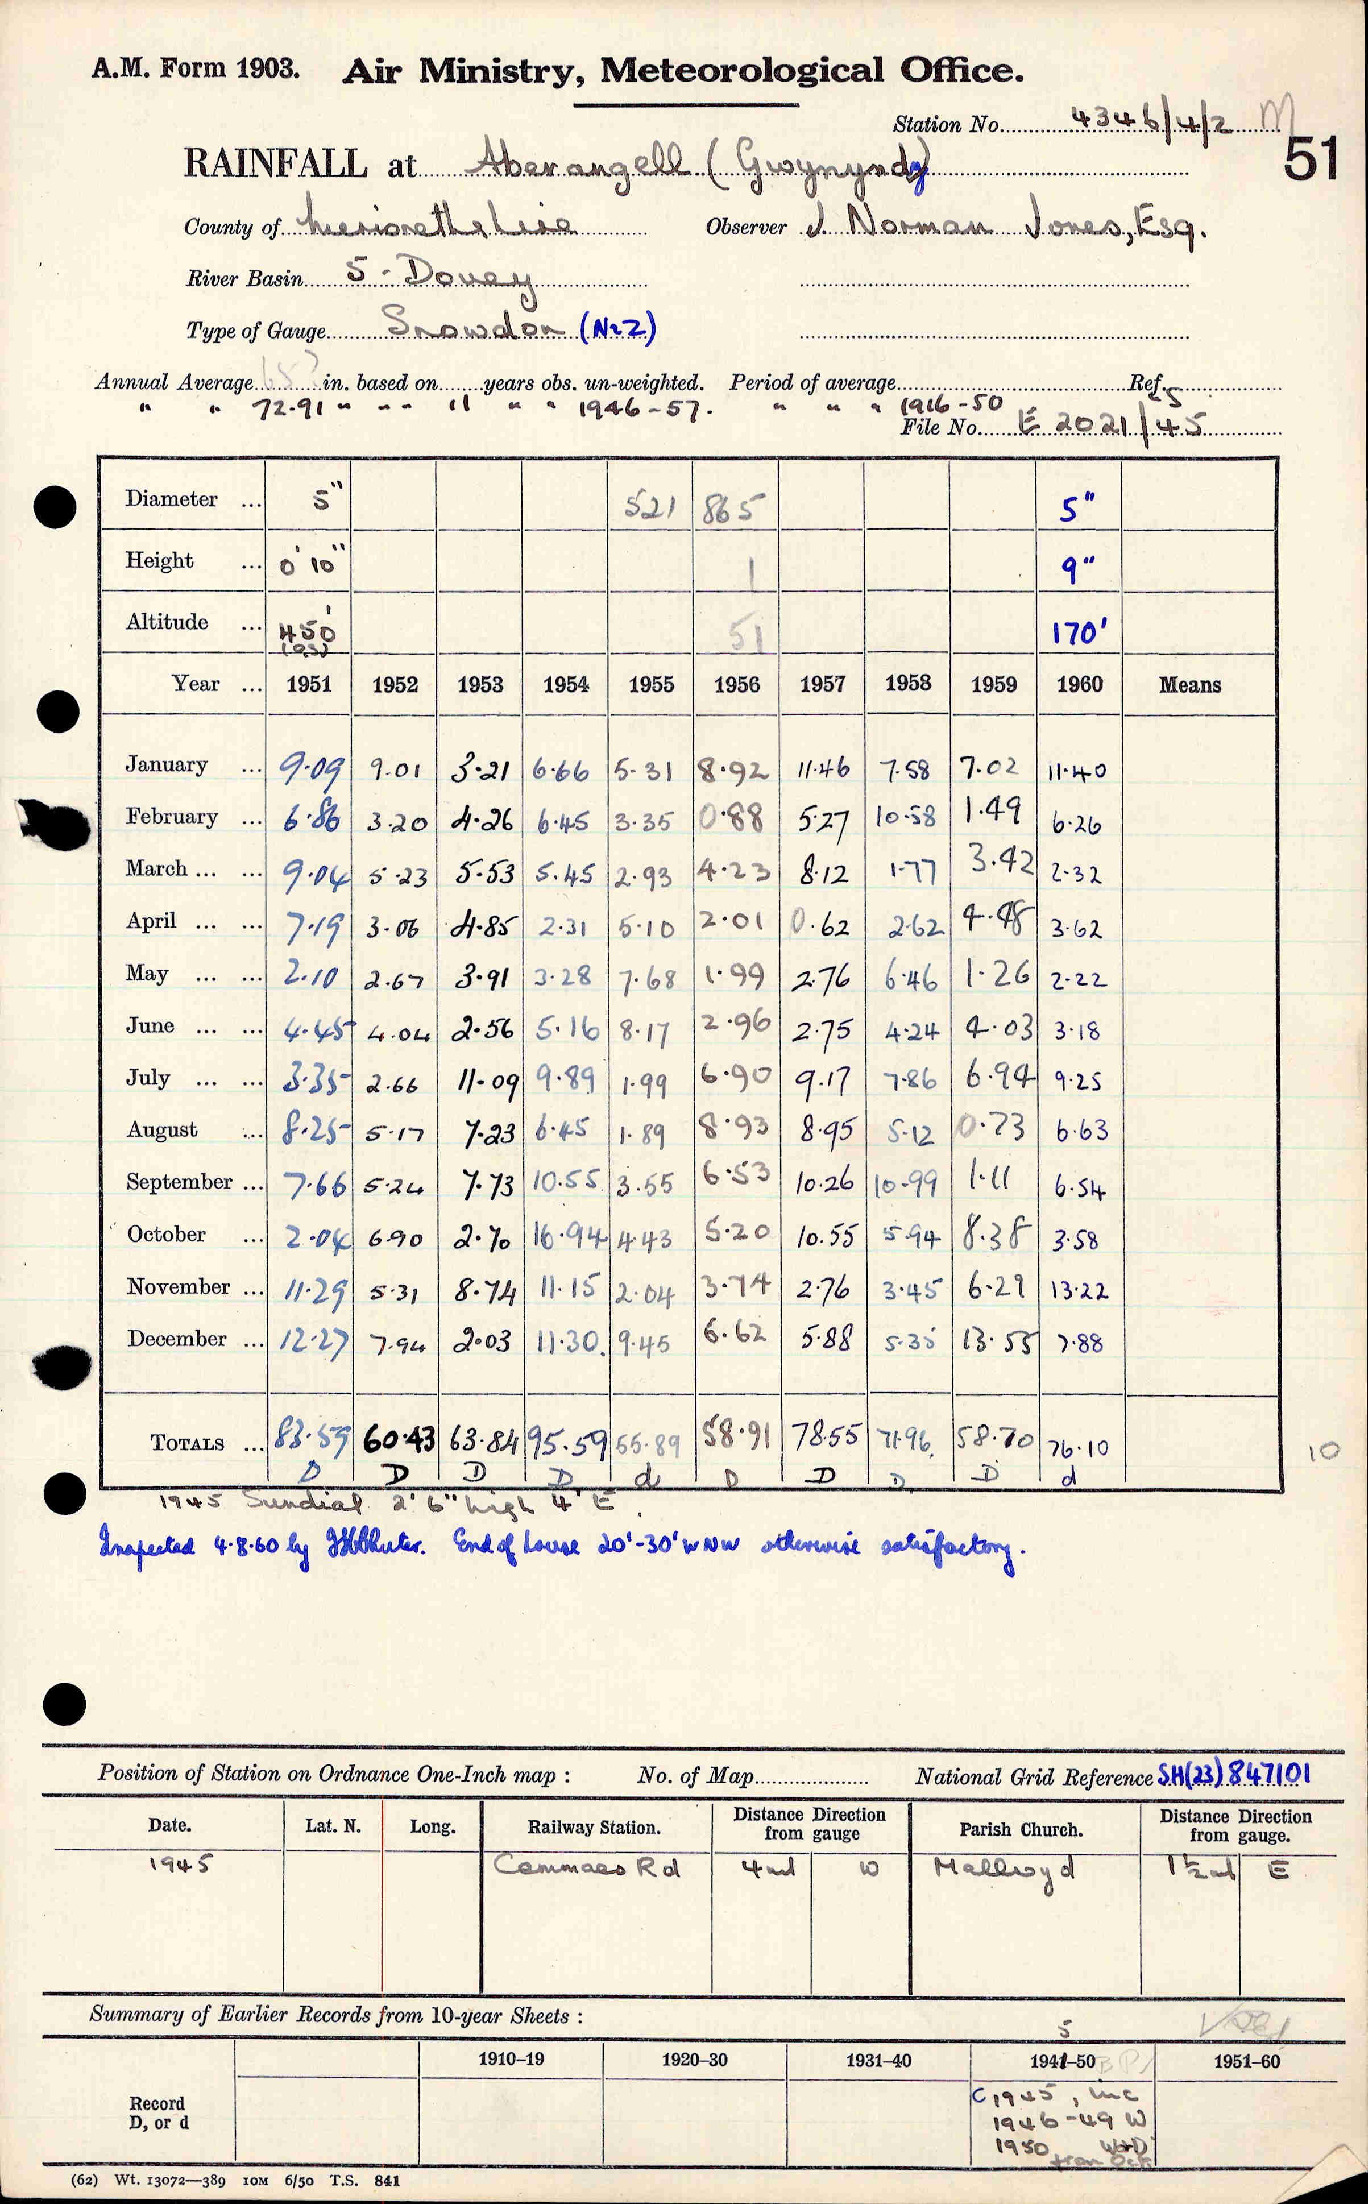 A.M. Form 1903. Air Ministry, Meteorological Office.
Station No. 4346/4/2 M
51
RAINFALL at Aberangell (Gwynyndy)
County of Merionethshire Observer J. Norman Jones, Esq.
River Basin 5 - Dovey
Type of Gauge Snowdon (No 2)
Annual Average in. based on years obs. un-weighted. Period of average Ref.
" " 72.91 " " " 11 " " " 1946-57. " " " 1916-50
File No. E 2021/45
Diameter ... 5" 521 865 5"
Height ... 0' 10" 1 9"
Altitude ... 450' 51 170'
Year ... 1951 1952 1953 1954 1955 1956 1957 1958 1959 1960 Means
January ... 9.09 9.01 3.21 6.66 5.31 8.92 11.46 7.58 7.02 11.40
February ... 6.86 3.20 4.26 6.45 3.35 0.88 5.27 10.58 1.49 6.26
March ... ... 9.04 5.23 5.53 5.45 2.93 4.23 8.12 1.77 3.42 2.32
April ... ... 7.19 3.06 4.85 2.31 5.10 2.01 0.62 2.62 4.48 3.62
May ... ... 2.10 2.67 3.91 3.28 7.68 1.99 2.76 6.46 1.26 2.22
June ... ... 4.45 4.04 2.56 5.16 8.17 2.96 2.75 4.24 4.03 3.18
July ... ... 3.35 2.66 11.09 9.89 1.99 6.90 9.17 7.86 6.94 9.25
August ... 8.25 5.17 7.23 6.45 1.89 8.93 8.95 5.12 0.73 6.63
September ... 7.66 5.24 7.73 10.55 3.55 6.53 10.26 10.99 1.11 6.54
October ... 2.04 6.90 2.70 16.94 4.43 5.20 10.55 5.94 8.38 3.58
November ... 11.29 5.31 8.74 11.15 2.04 3.74 2.76 3.45 6.29 13.22
December ... 12.27 7.94 2.03 11.30 9.45 6.62 5.88 5.35 13.55 7.88
TOTALS ... 83.59 60.43 63.84 95.59 55.89 58.91 78.55 71.96 58.70 76.10
10
D D D D d D D D D d
1945 Sundial 2' 6" high 4' E.
Inspected 4.8.60 by End of house 20'-30' WNW otherwise satisfactory.
Position of Station on Ordnance One-Inch map : No. of Map National Grid Reference SH(23) 847101
Date. Lat. N. Long. Railway Station. Distance Direction from gauge Parish Church. Distance Direction from gauge.
1945 Cemmaes Rd 4 ml W Mallwyd 1½ ml E
Summary of Earlier Records from 10-year Sheets :
5
1910–19 1920–30 1931–40 1941–50 1951–60
Record
D, or d
C 1945, inc
1946-49 W
1950 W+D
from Oct
(62) Wt. 13072—389 10M 6/50 T.S. 841